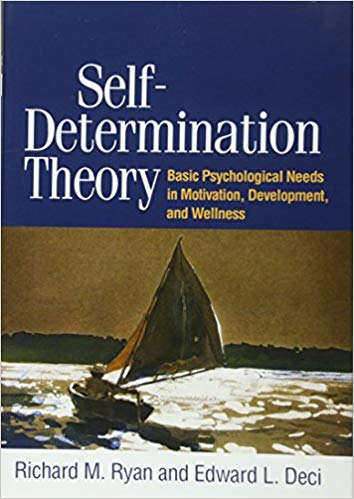 Self-
Determination
Theory
Basic Psychological Needs
in Motivation, Development,
and Wellness
Richard M. Ryan and Edward L. Deci